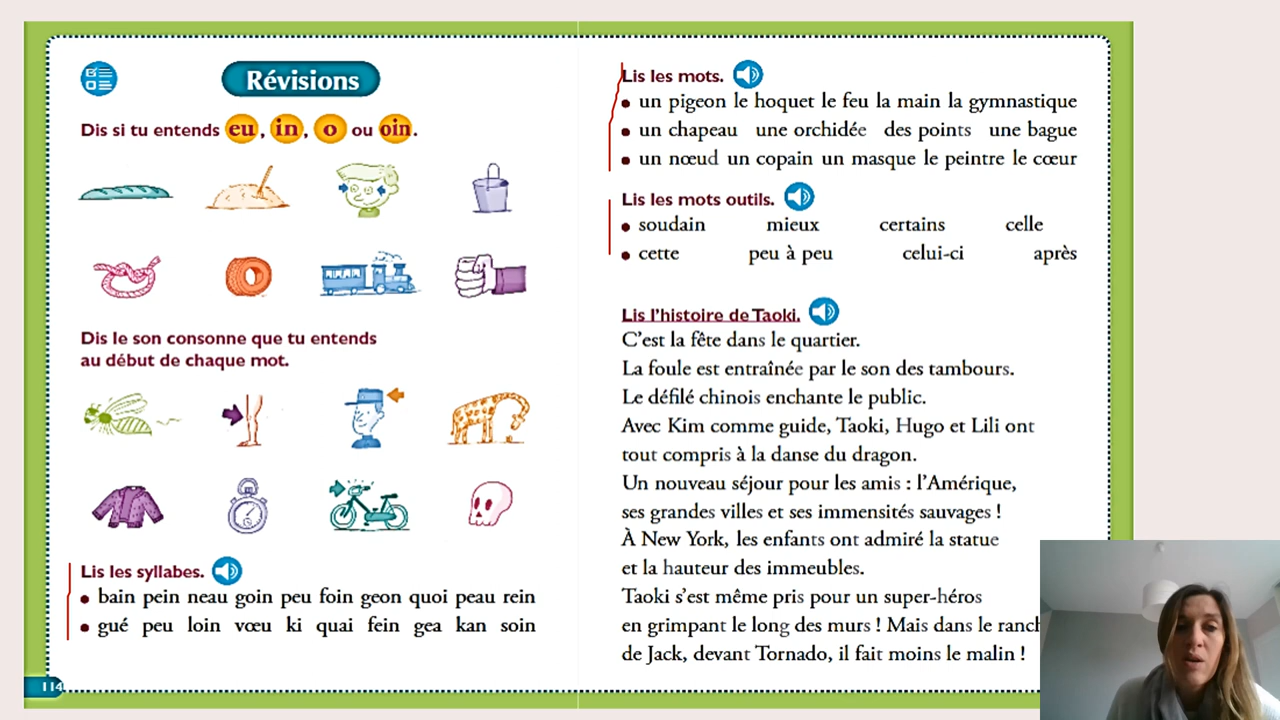 Révisions
Dis si tu entends eu, in, o ou oin.
Dis le son consonne que tu entends
au début de chaque mot.
Lis les syllabes.
• bain pein neau goin peu foin geon quoi peau rein
• gué peu loin vœu ki quai fein gea kan soin
114
Lis les mots.
• un pigeon le hoquet le feu la main la gymnastique
• un chapeau une orchidée des points une bague
• un nœud un copain un masque le peintre le cœur
Lis les mots outils.
• soudain mieux certains celle
• cette peu à peu celui-ci après
Lis l'histoire de Taoki.
C'est la fête dans le quartier.
La foule est entraînée par le son des tambours.
Le défilé chinois enchante le public.
Avec Kim comme guide, Taoki, Hugo et Lili ont
tout compris à la danse du dragon.
Un nouveau séjour pour les amis : l'Amérique,
ses grandes villes et ses immensités sauvages !
À New York, les enfants ont admiré la statue
et la hauteur des immeubles.
Taoki s'est même pris pour un super-héros
en grimpant le long des murs ! Mais dans le ranch
de Jack, devant Tornado, il fait moins le malin !